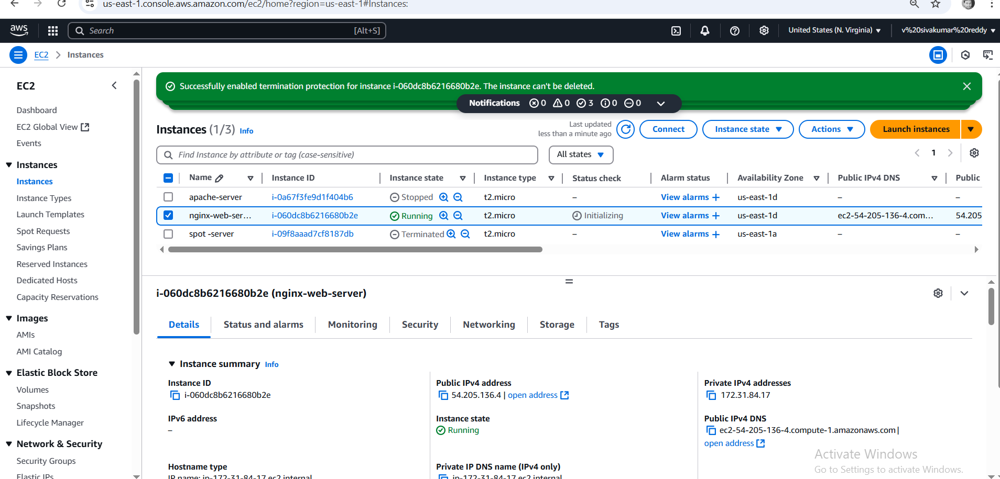 us-east-1.console.aws.amazon.com/ec2/home?region=us-east-1#Instances:
aws
Search
[Alt+S]
United States (N. Virginia)
v%20sivakumar%20reddy
EC2
Instances
EC2
Dashboard
EC2 Global View
Events
Instances
Instances
Instance Types
Launch Templates
Spot Requests
Savings Plans
Reserved Instances
Dedicated Hosts
Capacity Reservations
Images
AMIs
AMI Catalog
Elastic Block Store
Volumes
Snapshots
Lifecycle Manager
Network & Security
Security Groups
Elastic IPs
Successfully enabled termination protection for instance i-060dc8b6216680b2e. The instance can't be deleted.
Notifications 0 0 3 0 0
Instances (1/3) Info
Last updated
less than a minute ago
Connect
Instance state
Actions
Launch instances
Find Instance by attribute or tag (case-sensitive)
All states
1
Name Instance ID Instance state Instance type Status check Alarm status Availability Zone Public IPv4 DNS Public
apache-server i-0a67f3fe9d1f404b6 Stopped t2.micro – View alarms + us-east-1d – –
nginx-web-ser... i-060dc8b6216680b2e Running t2.micro Initializing View alarms + us-east-1d ec2-54-205-136-4.com... 54.205
spot -server i-09f8aaad7cf8187db Terminated t2.micro – View alarms + us-east-1a – –
i-060dc8b6216680b2e (nginx-web-server)
Details
Status and alarms
Monitoring
Security
Networking
Storage
Tags
Instance summary Info
Instance ID
i-060dc8b6216680b2e
Public IPv4 address
54.205.136.4 | open address
Private IPv4 addresses
172.31.84.17
IPv6 address
–
Instance state
Running
Public IPv4 DNS
ec2-54-205-136-4.compute-1.amazonaws.com |
open address
Hostname type
IP name: ip-172-31-84-17.ec2.internal
Private IP DNS name (IPv4 only)
ip-172-31-84-17.ec2.internal
Activate Windows
Go to Settings to activate Windows.